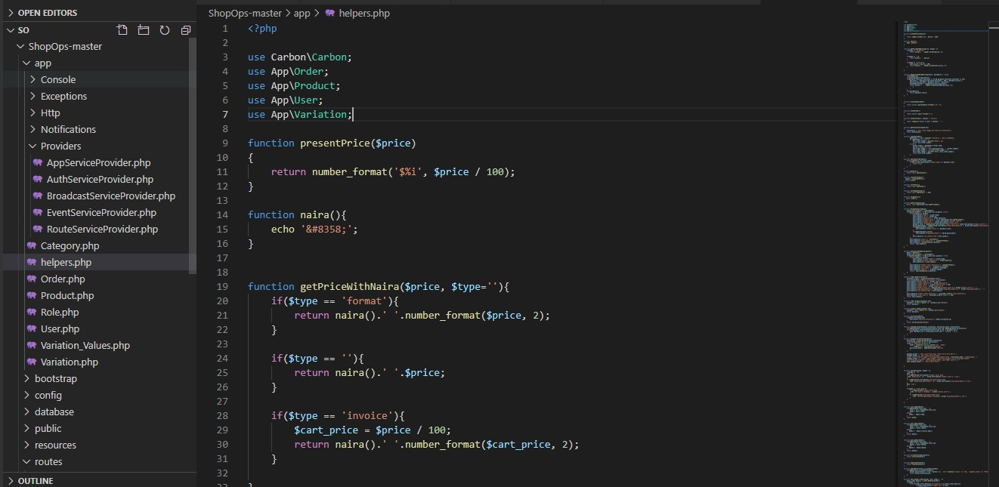 OPEN EDITORS
SO
ShopOps-master
app
Console
Exceptions
Http
Notifications
Providers
AppServiceProvider.php
AuthServiceProvider.php
BroadcastServiceProvider.php
EventServiceProvider.php
RouteServiceProvider.php
Category.php
helpers.php
Order.php
Product.php
Role.php
User.php
Variation_Values.php
Variation.php
bootstrap
config
database
public
resources
routes
OUTLINE
ShopOps-master > app > helpers.php
1 <?php
2
3 use Carbon\Carbon;
4 use App\Order;
5 use App\Product;
6 use App\User;
7 use App\Variation;
8
9 function presentPrice($price)
10 {
11     return number_format('$%i', $price / 100);
12 }
13
14 function naira(){
15     echo '&#8358;';
16 }
17
18
19 function getPriceWithNaira($price, $type=''){
20     if($type == 'format'){
21         return naira().' '.number_format($price, 2);
22     }
23
24     if($type == ''){
25         return naira().' '.$price;
26     }
27
28     if($type == 'invoice'){
29         $cart_price = $price / 100;
30         return naira().' '.number_format($cart_price, 2);
31     }
32
33 }